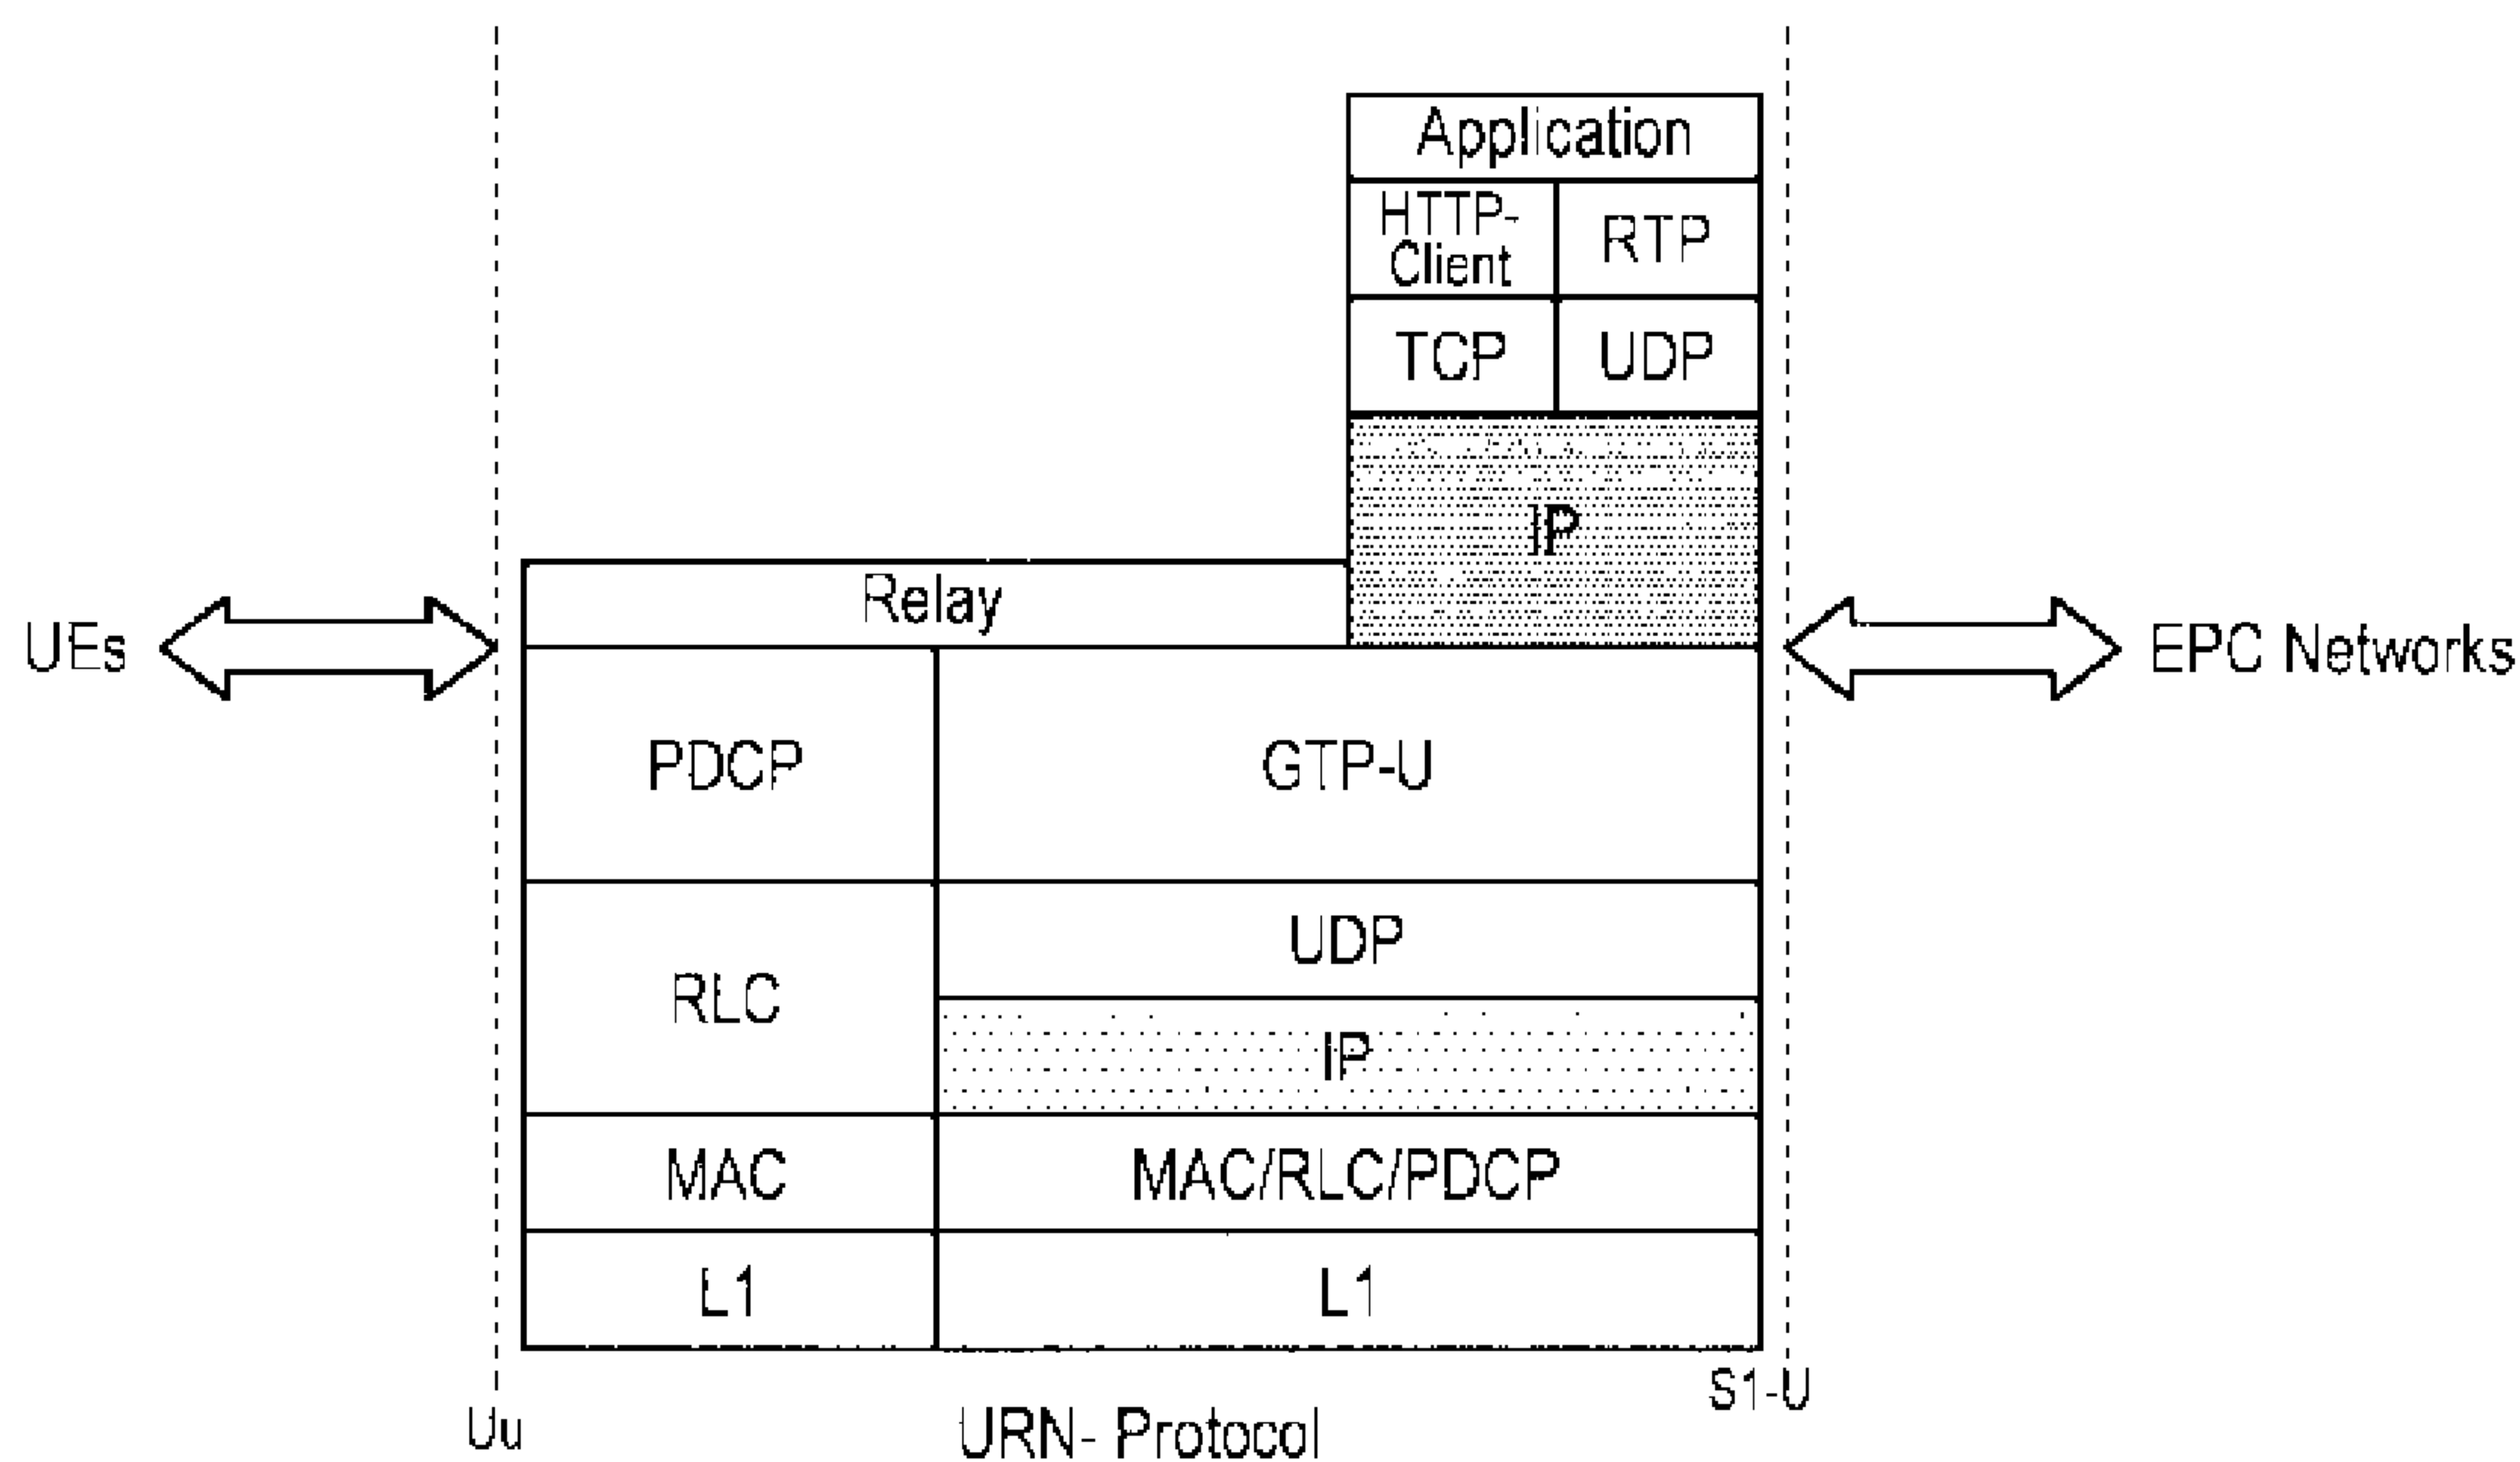 Application
HTTP-
Client
RTP
TCP
UDP
IP
Relay
UEs
EPC Networks
PDCP
GTP-U
UDP
RLC
IP
MAC
MAC/RLC/PDCP
L1
L1
S1-U
Uu
URN- Protocol